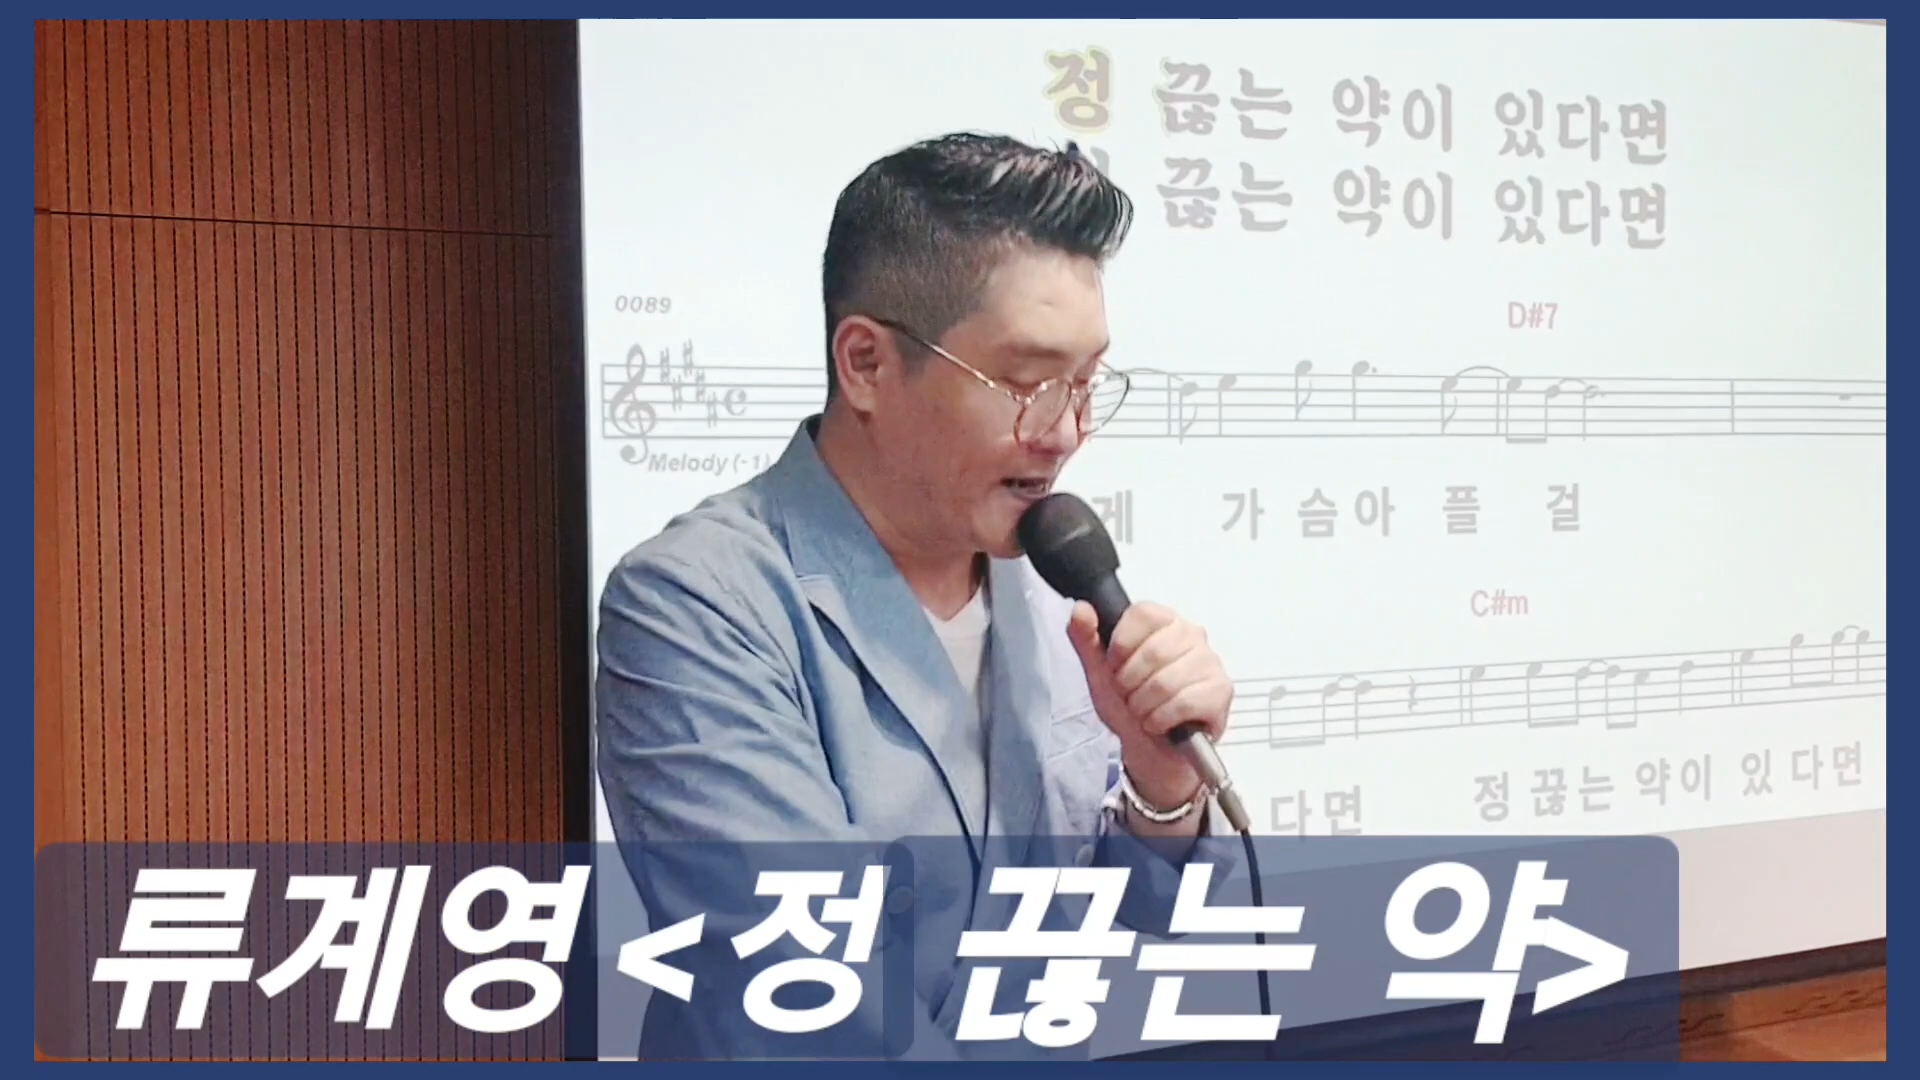 정 끊는 약이 있다면
끊는 약이 있다면
0089
D#7
Melody (-1)
게 가 슴아 플 걸
C#m
다면 정 끊는 약이 있 다면
류계영<정 끊는 약>